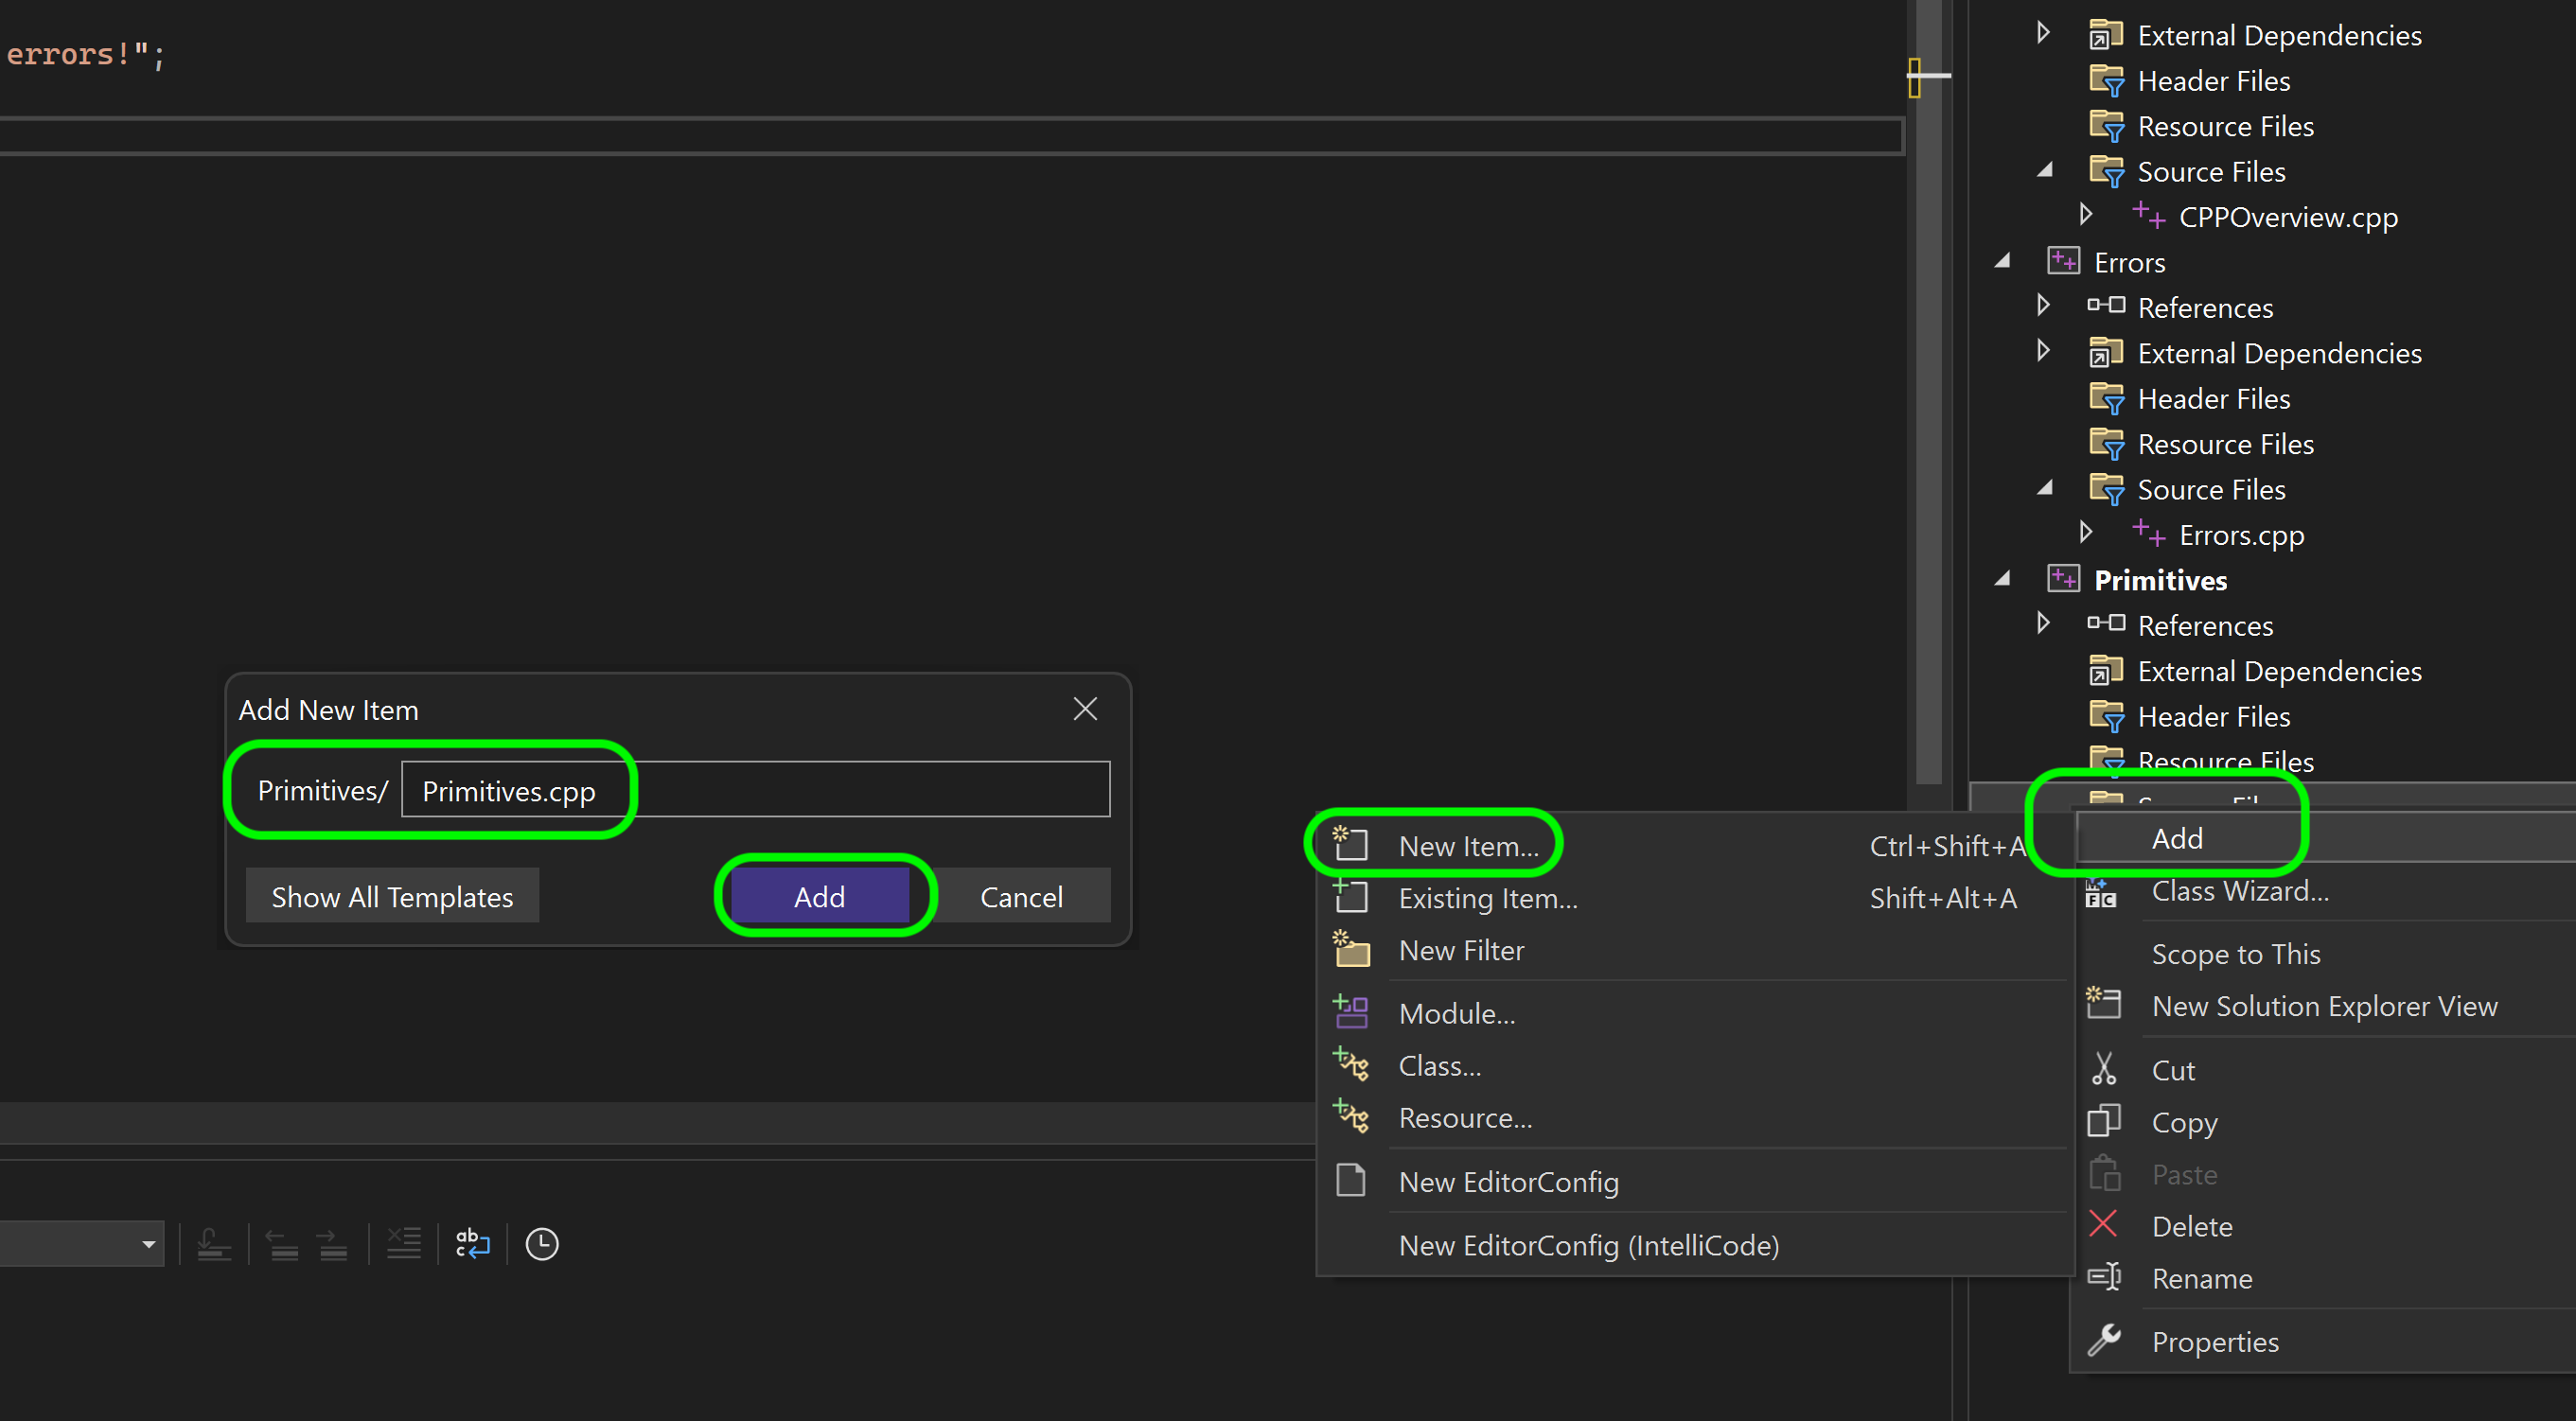 errors!";
External Dependencies
Header Files
Resource Files
Source Files
CPPOverview.cpp
Errors
References
External Dependencies
Header Files
Resource Files
Source Files
Errors.cpp
Primitives
References
External Dependencies
Header Files
Resource Files
Add New Item
Primitives/ Primitives.cpp
Show All Templates Add Cancel
New Item... Ctrl+Shift+A
Existing Item... Shift+Alt+A
New Filter
Module...
Class...
Resource...
New EditorConfig
New EditorConfig (IntelliCode)
Add
Class Wizard...
Scope to This
New Solution Explorer View
Cut
Copy
Paste
Delete
Rename
Properties